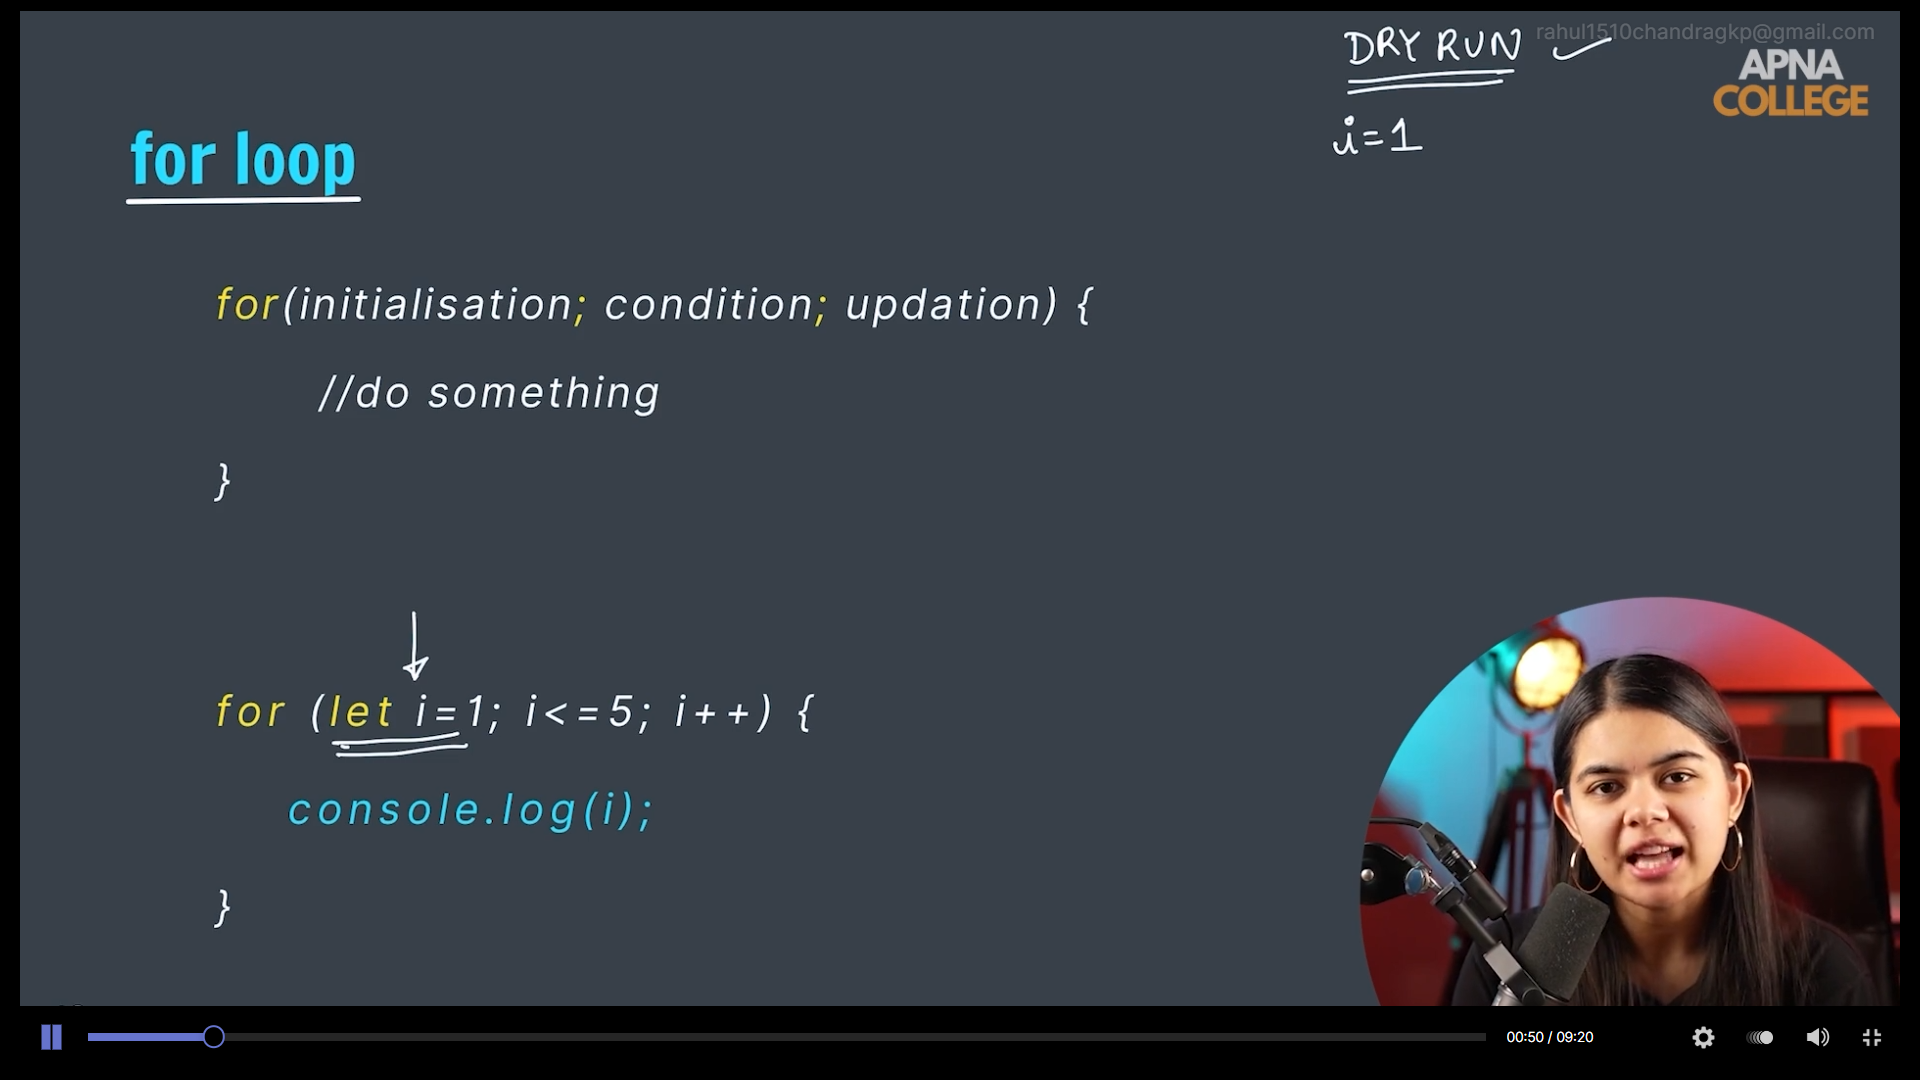 rahul1510chandragkp@gmail.com
DRY RUN
APNA
COLLEGE
i=1
for loop
for(initialisation; condition; updation) {
//do something
}
for (let i=1; i<=5; i++) {
console.log(i);
}
00:50 / 09:20